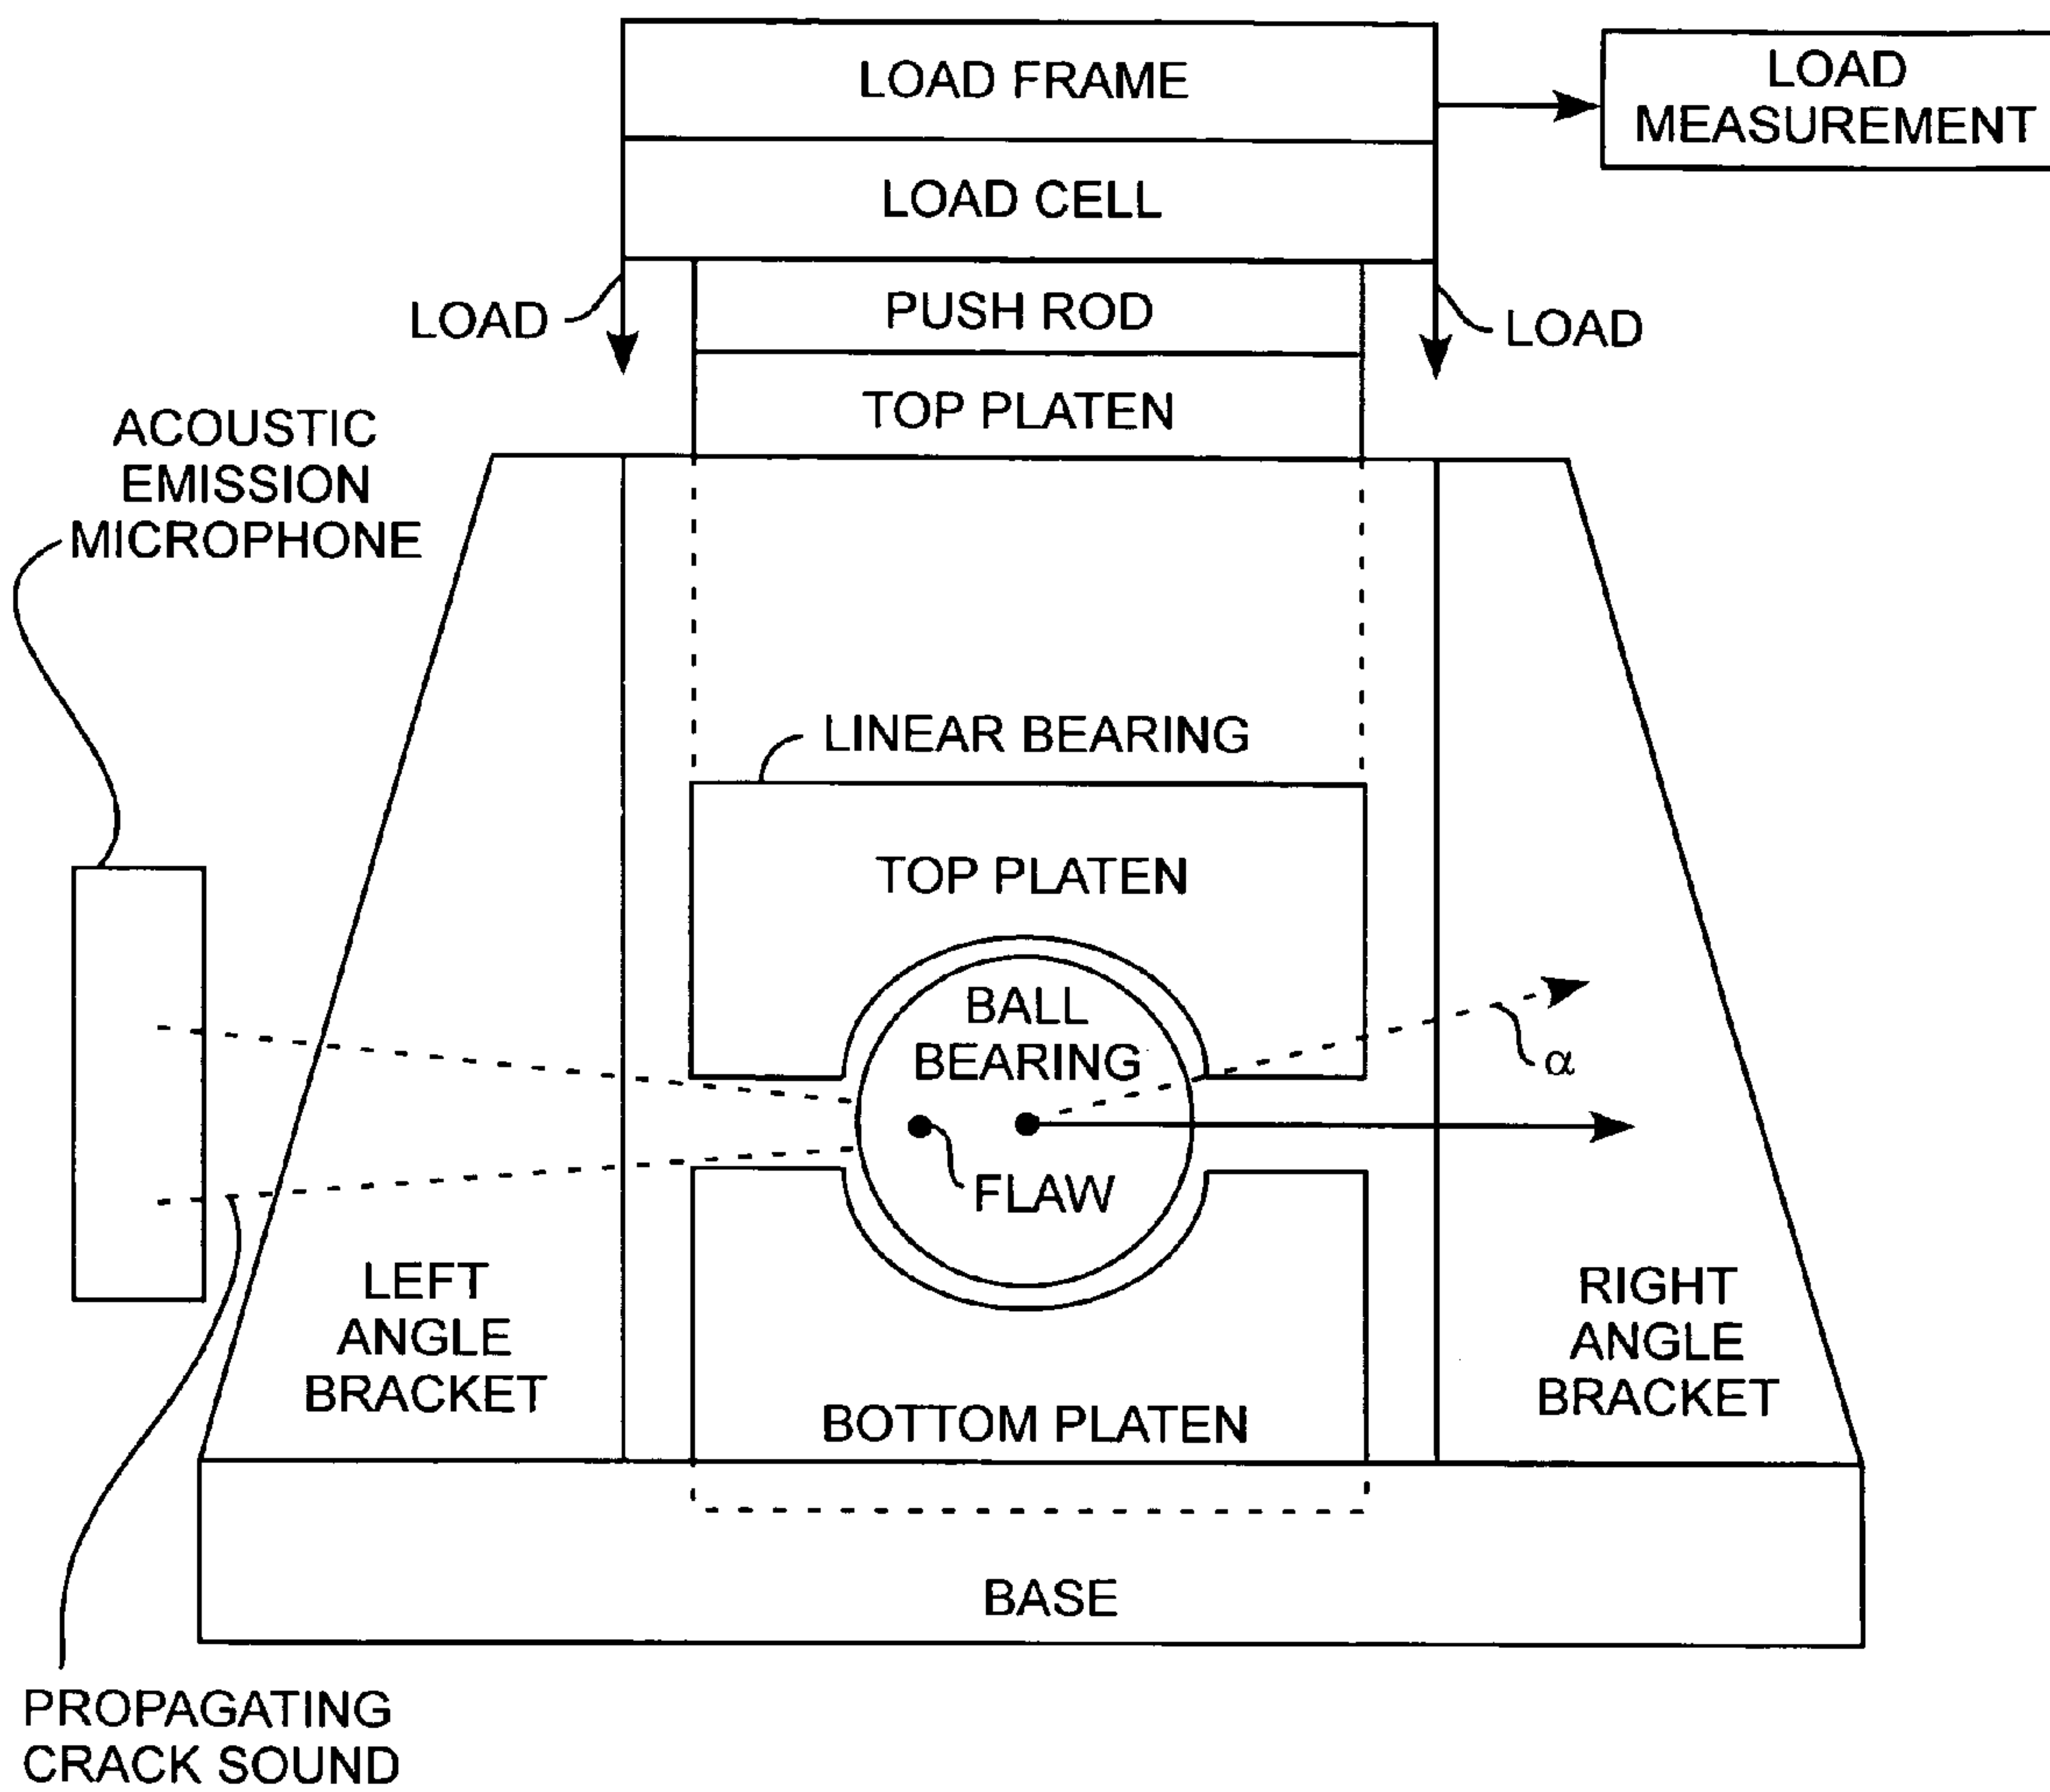 LOAD FRAME
LOAD
MEASUREMENT
LOAD CELL
LOAD
PUSH ROD
LOAD
TOP PLATEN
ACOUSTIC
EMISSION
MICROPHONE
LINEAR BEARING
TOP PLATEN
BALL
BEARING
α
FLAW
LEFT
ANGLE
BRACKET
RIGHT
ANGLE
BRACKET
BOTTOM PLATEN
BASE
PROPAGATING
CRACK SOUND